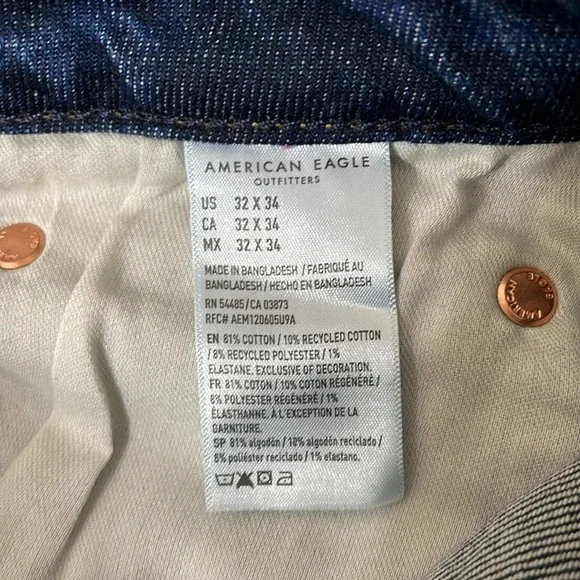 AMERICAN EAGLE
OUTFITTERS
US 32 X 34
CA 32 X 34
MX 32 X 34
MADE IN BANGLADESH / FABRIQUÉ AU
BANGLADESH / HECHO EN BANGLADESH
RN 54485/CA 03873
RFC# AEM120605U9A
EN 81% COTTON / 10% RECYCLED COTTON
/ 8% RECYCLED POLYESTER / 1%
ELASTANE. EXCLUSIVE OF DECORATION.
FR 81% COTON / 10% COTON RÉGÉNÉRÉ /
8% POLYESTER RÉGÉNÉRÉ / 1%
ÉLASTHANNE. À L'EXCEPTION DE LA
GARNITURE.
SP 81% algodón / 10% algodón reciclado /
8% poliéster reciclado / 1% elastano.
AMERICAN